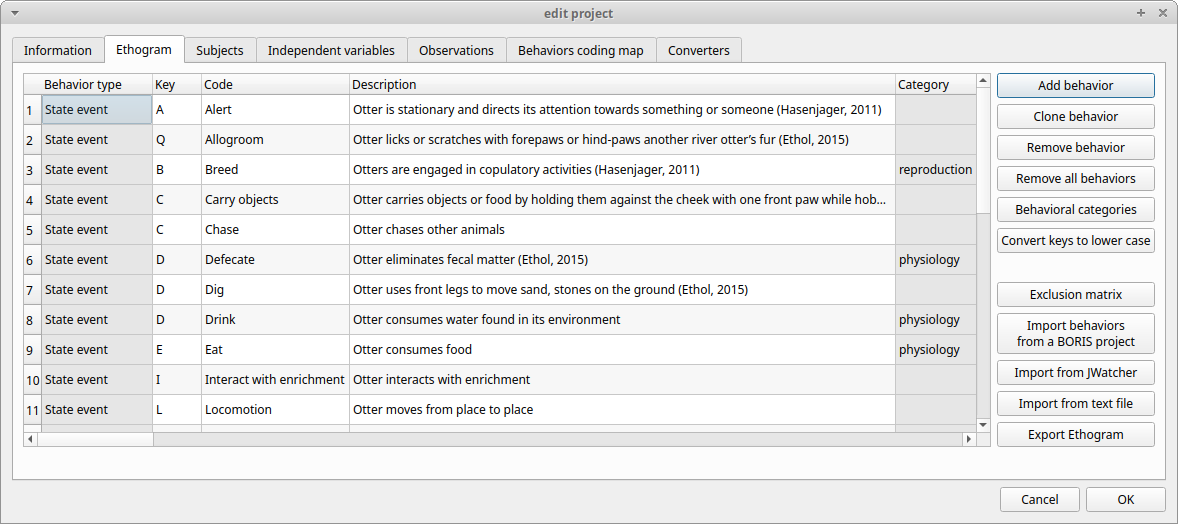 edit project
Information Ethogram Subjects Independent variables Observations Behaviors coding map Converters
Behavior type Key Code Description Category
1 State event A Alert Otter is stationary and directs its attention towards something or someone (Hasenjager, 2011)
2 State event Q Allogroom Otter licks or scratches with forepaws or hind-paws another river otter's fur (Ethol, 2015)
3 State event B Breed Otters are engaged in copulatory activities (Hasenjager, 2011) reproduction
4 State event C Carry objects Otter carries objects or food by holding them against the cheek with one front paw while hob...
5 State event C Chase Otter chases other animals
6 State event D Defecate Otter eliminates fecal matter (Ethol, 2015) physiology
7 State event D Dig Otter uses front legs to move sand, stones on the ground (Ethol, 2015)
8 State event D Drink Otter consumes water found in its environment physiology
9 State event E Eat Otter consumes food physiology
10 State event I Interact with enrichment Otter interacts with enrichment
11 State event L Locomotion Otter moves from place to place
Add behavior
Clone behavior
Remove behavior
Remove all behaviors
Behavioral categories
Convert keys to lower case
Exclusion matrix
Import behaviors
from a BORIS project
Import from JWatcher
Import from text file
Export Ethogram
Cancel OK